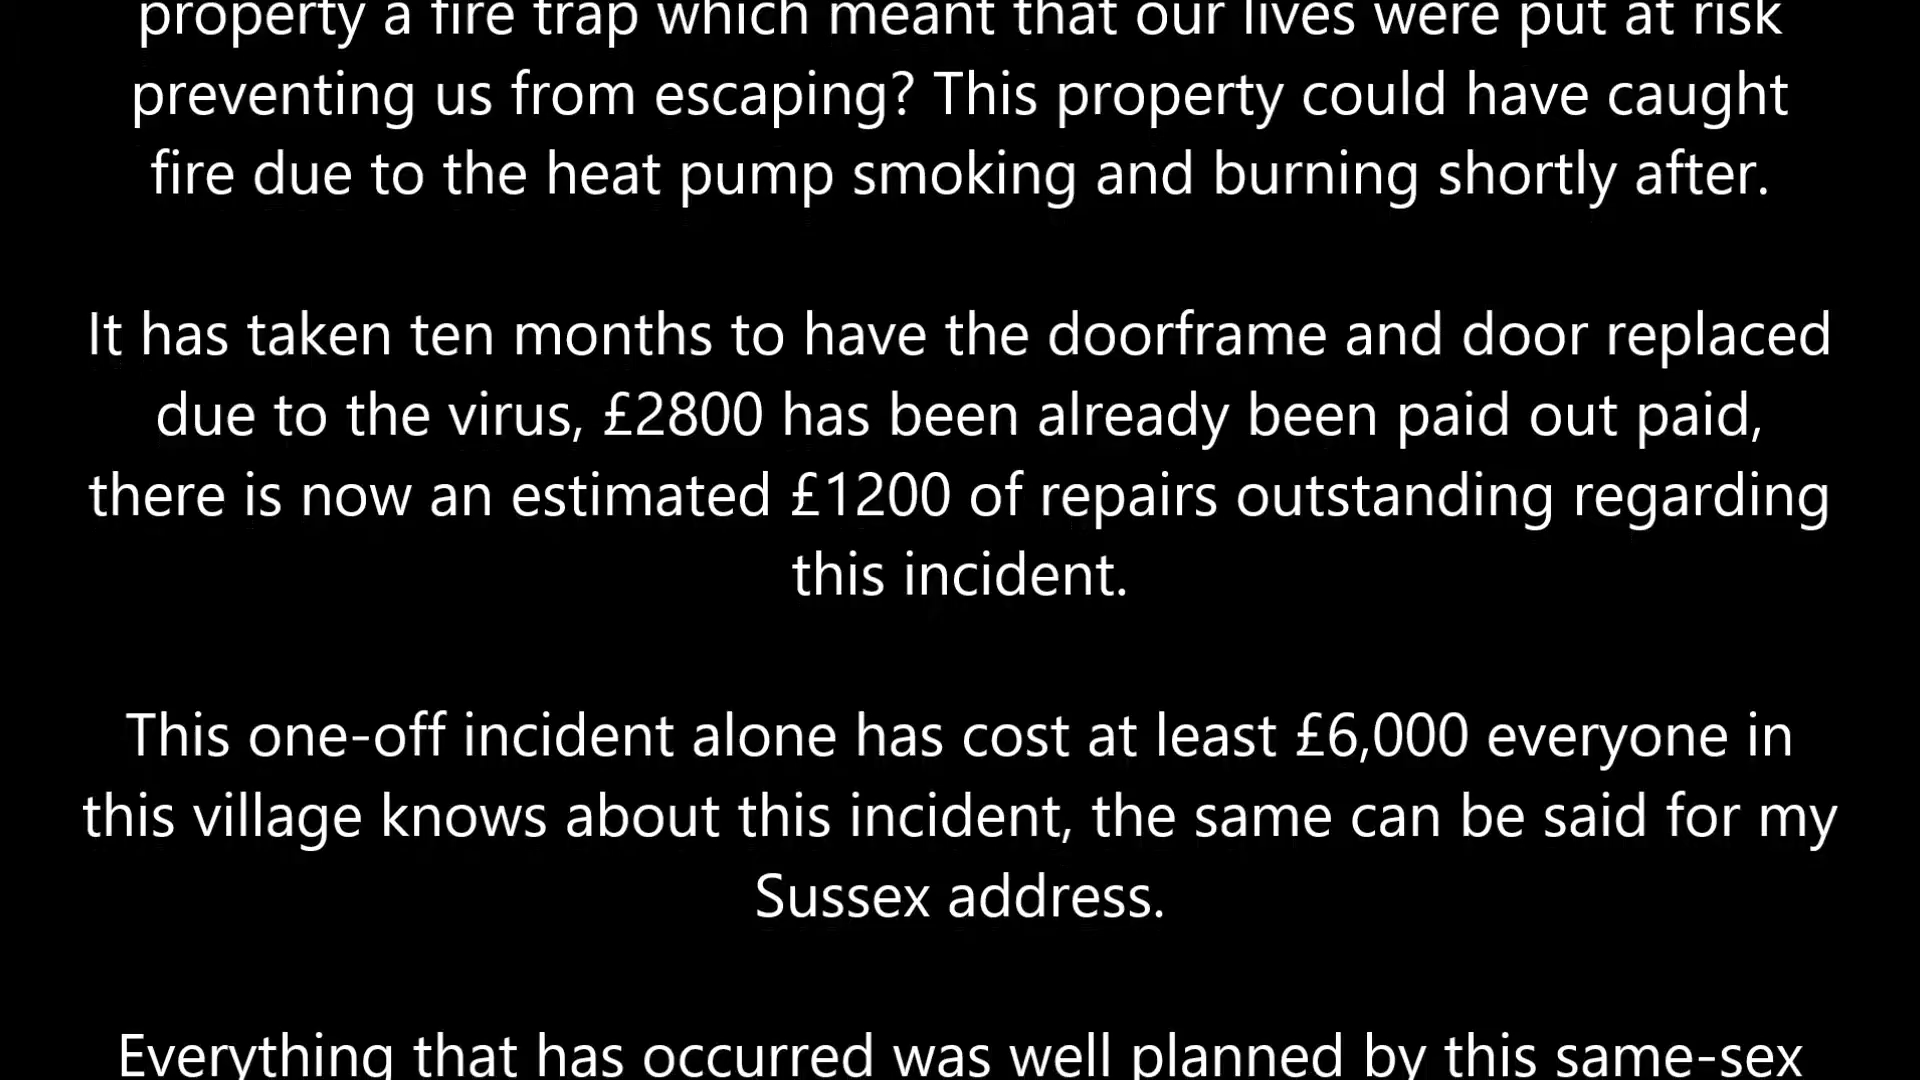 property a fire trap which meant that our lives were put at risk
preventing us from escaping? This property could have caught
fire due to the heat pump smoking and burning shortly after.
It has taken ten months to have the doorframe and door replaced
due to the virus, £2800 has been already been paid out paid,
there is now an estimated £1200 of repairs outstanding regarding
this incident.
This one-off incident alone has cost at least £6,000 everyone in
this village knows about this incident, the same can be said for my
Sussex address.
Everything that has occurred was well planned by this same-sex